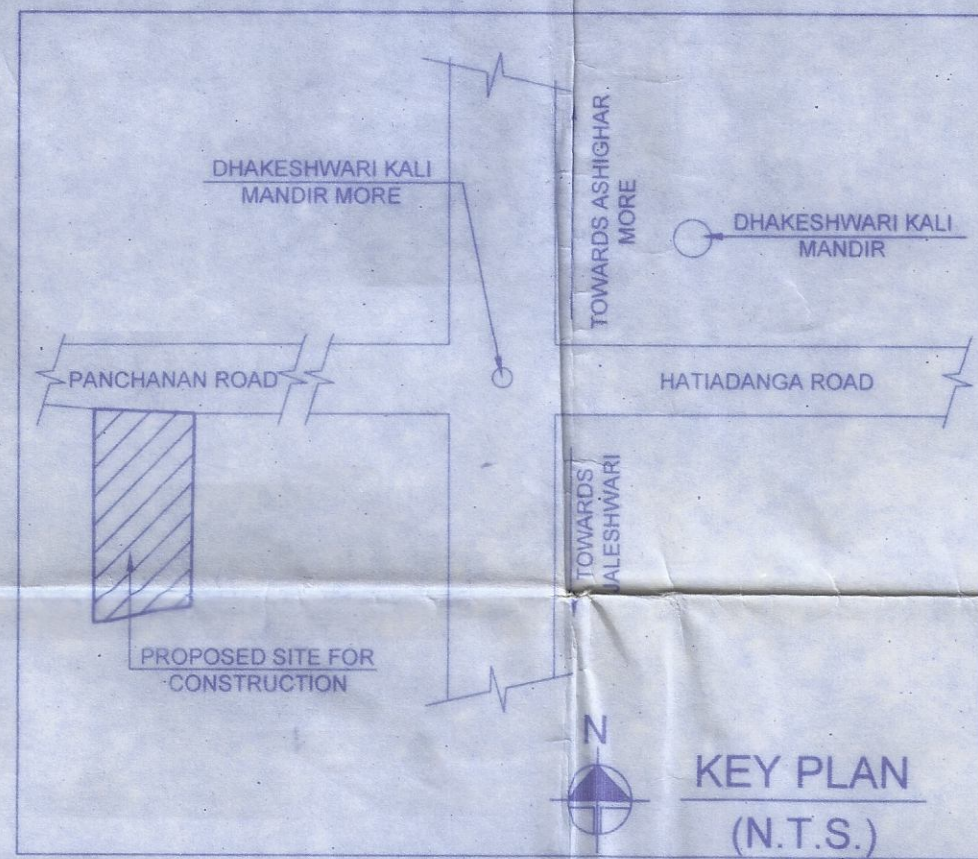 DHAKESHWARI KALI
MANDIR MORE
TOWARDS ASHIGHAR.
MORE
DHAKESHWARI KALI
MANDIR
PANCHANAN ROAD
HATIADANGA ROAD
TOWARDS
JALESHWARI
PROPOSED SITE FOR
CONSTRUCTION
N
KEY PLAN
(N.T.S.)